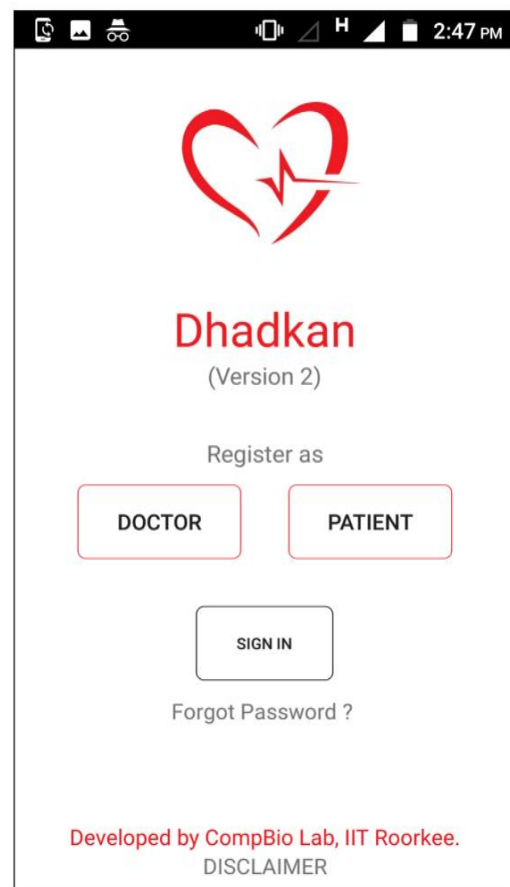 H 2:47 PM
Dhadkan
(Version 2)
Register as
DOCTOR PATIENT
SIGN IN
Forgot Password ?
Developed by CompBio Lab, IIT Roorkee.
DISCLAIMER